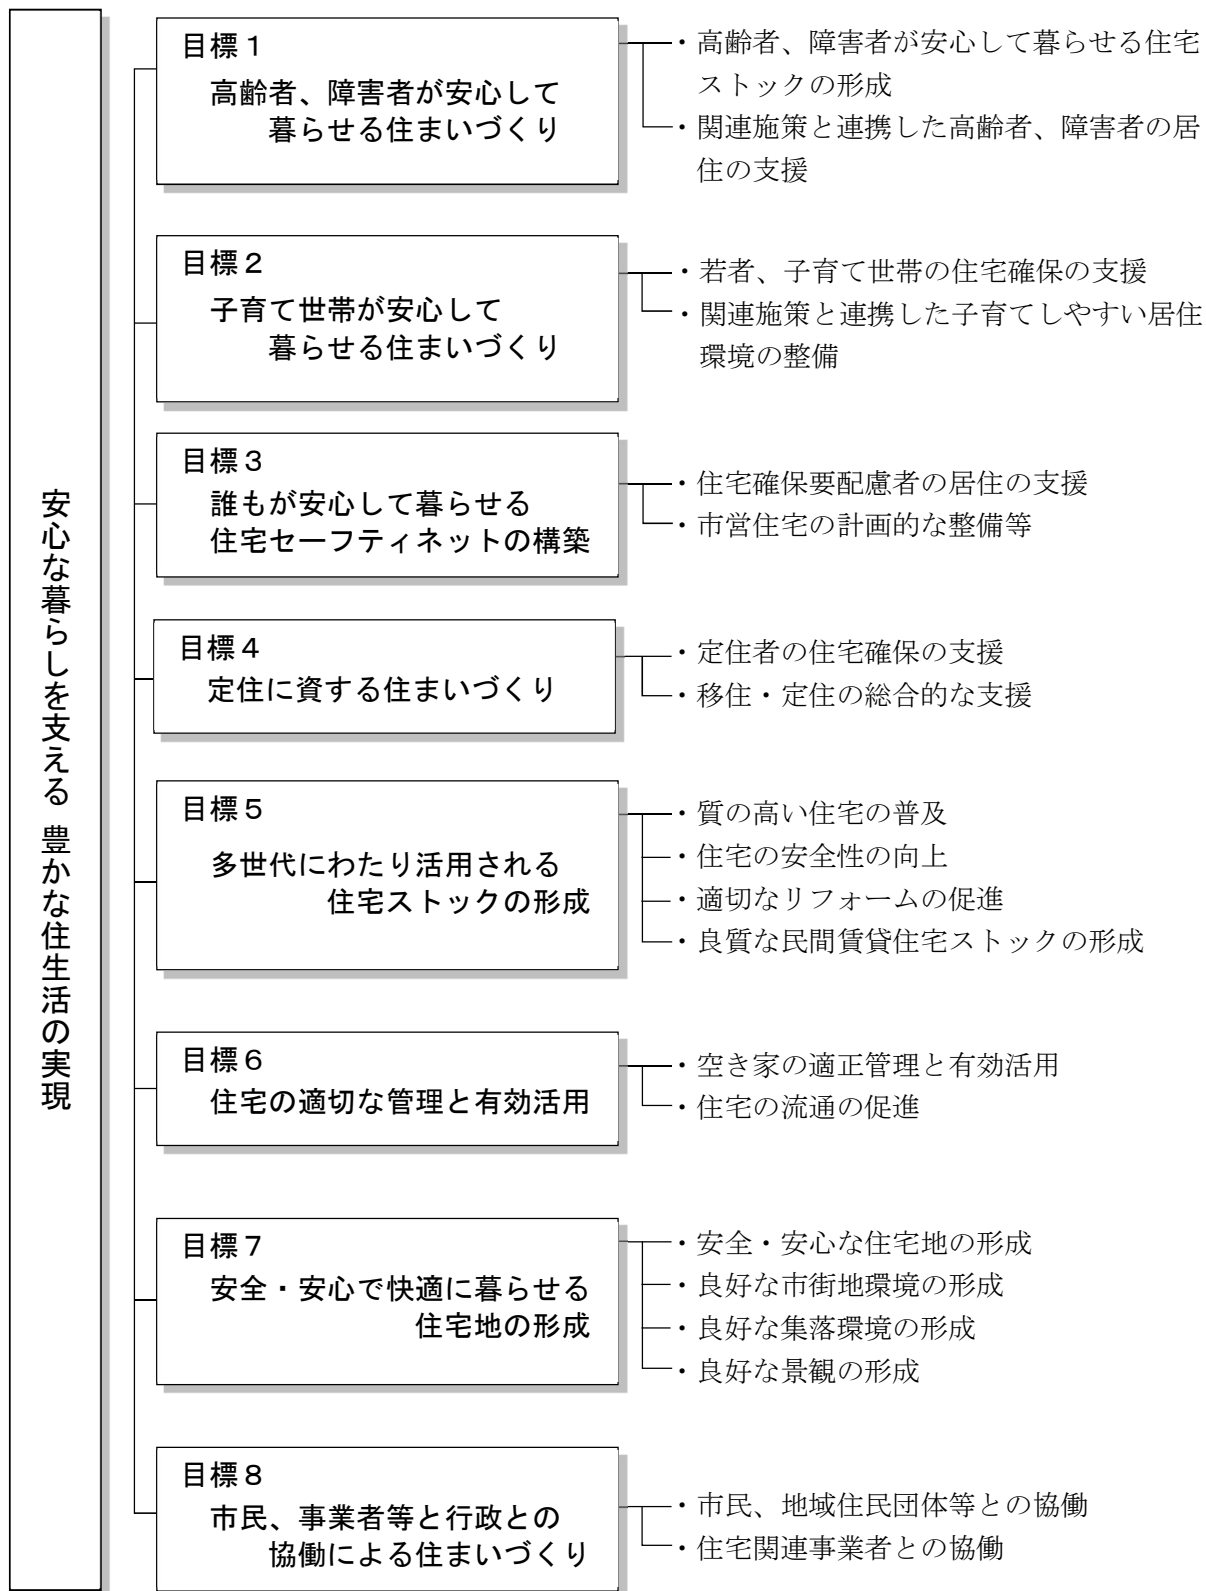 安心な暮らしを支える 豊かな住生活の実現
目標１
高齢者、障害者が安心して
暮らせる住まいづくり
・高齢者、障害者が安心して暮らせる住宅
ストックの形成
・関連施策と連携した高齢者、障害者の居
住の支援
目標２
子育て世帯が安心して
暮らせる住まいづくり
・若者、子育て世帯の住宅確保の支援
・関連施策と連携した子育てしやすい居住
環境の整備
目標３
誰もが安心して暮らせる
住宅セーフティネットの構築
・住宅確保要配慮者の居住の支援
・市営住宅の計画的な整備等
目標４
定住に資する住まいづくり
・定住者の住宅確保の支援
・移住・定住の総合的な支援
目標５
多世代にわたり活用される
住宅ストックの形成
・質の高い住宅の普及
・住宅の安全性の向上
・適切なリフォームの促進
・良質な民間賃貸住宅ストックの形成
目標６
住宅の適切な管理と有効活用
・空き家の適正管理と有効活用
・住宅の流通の促進
目標７
安全・安心で快適に暮らせる
住宅地の形成
・安全・安心な住宅地の形成
・良好な市街地環境の形成
・良好な集落環境の形成
・良好な景観の形成
目標８
市民、事業者等と行政との
協働による住まいづくり
・市民、地域住民団体等との協働
・住宅関連事業者との協働